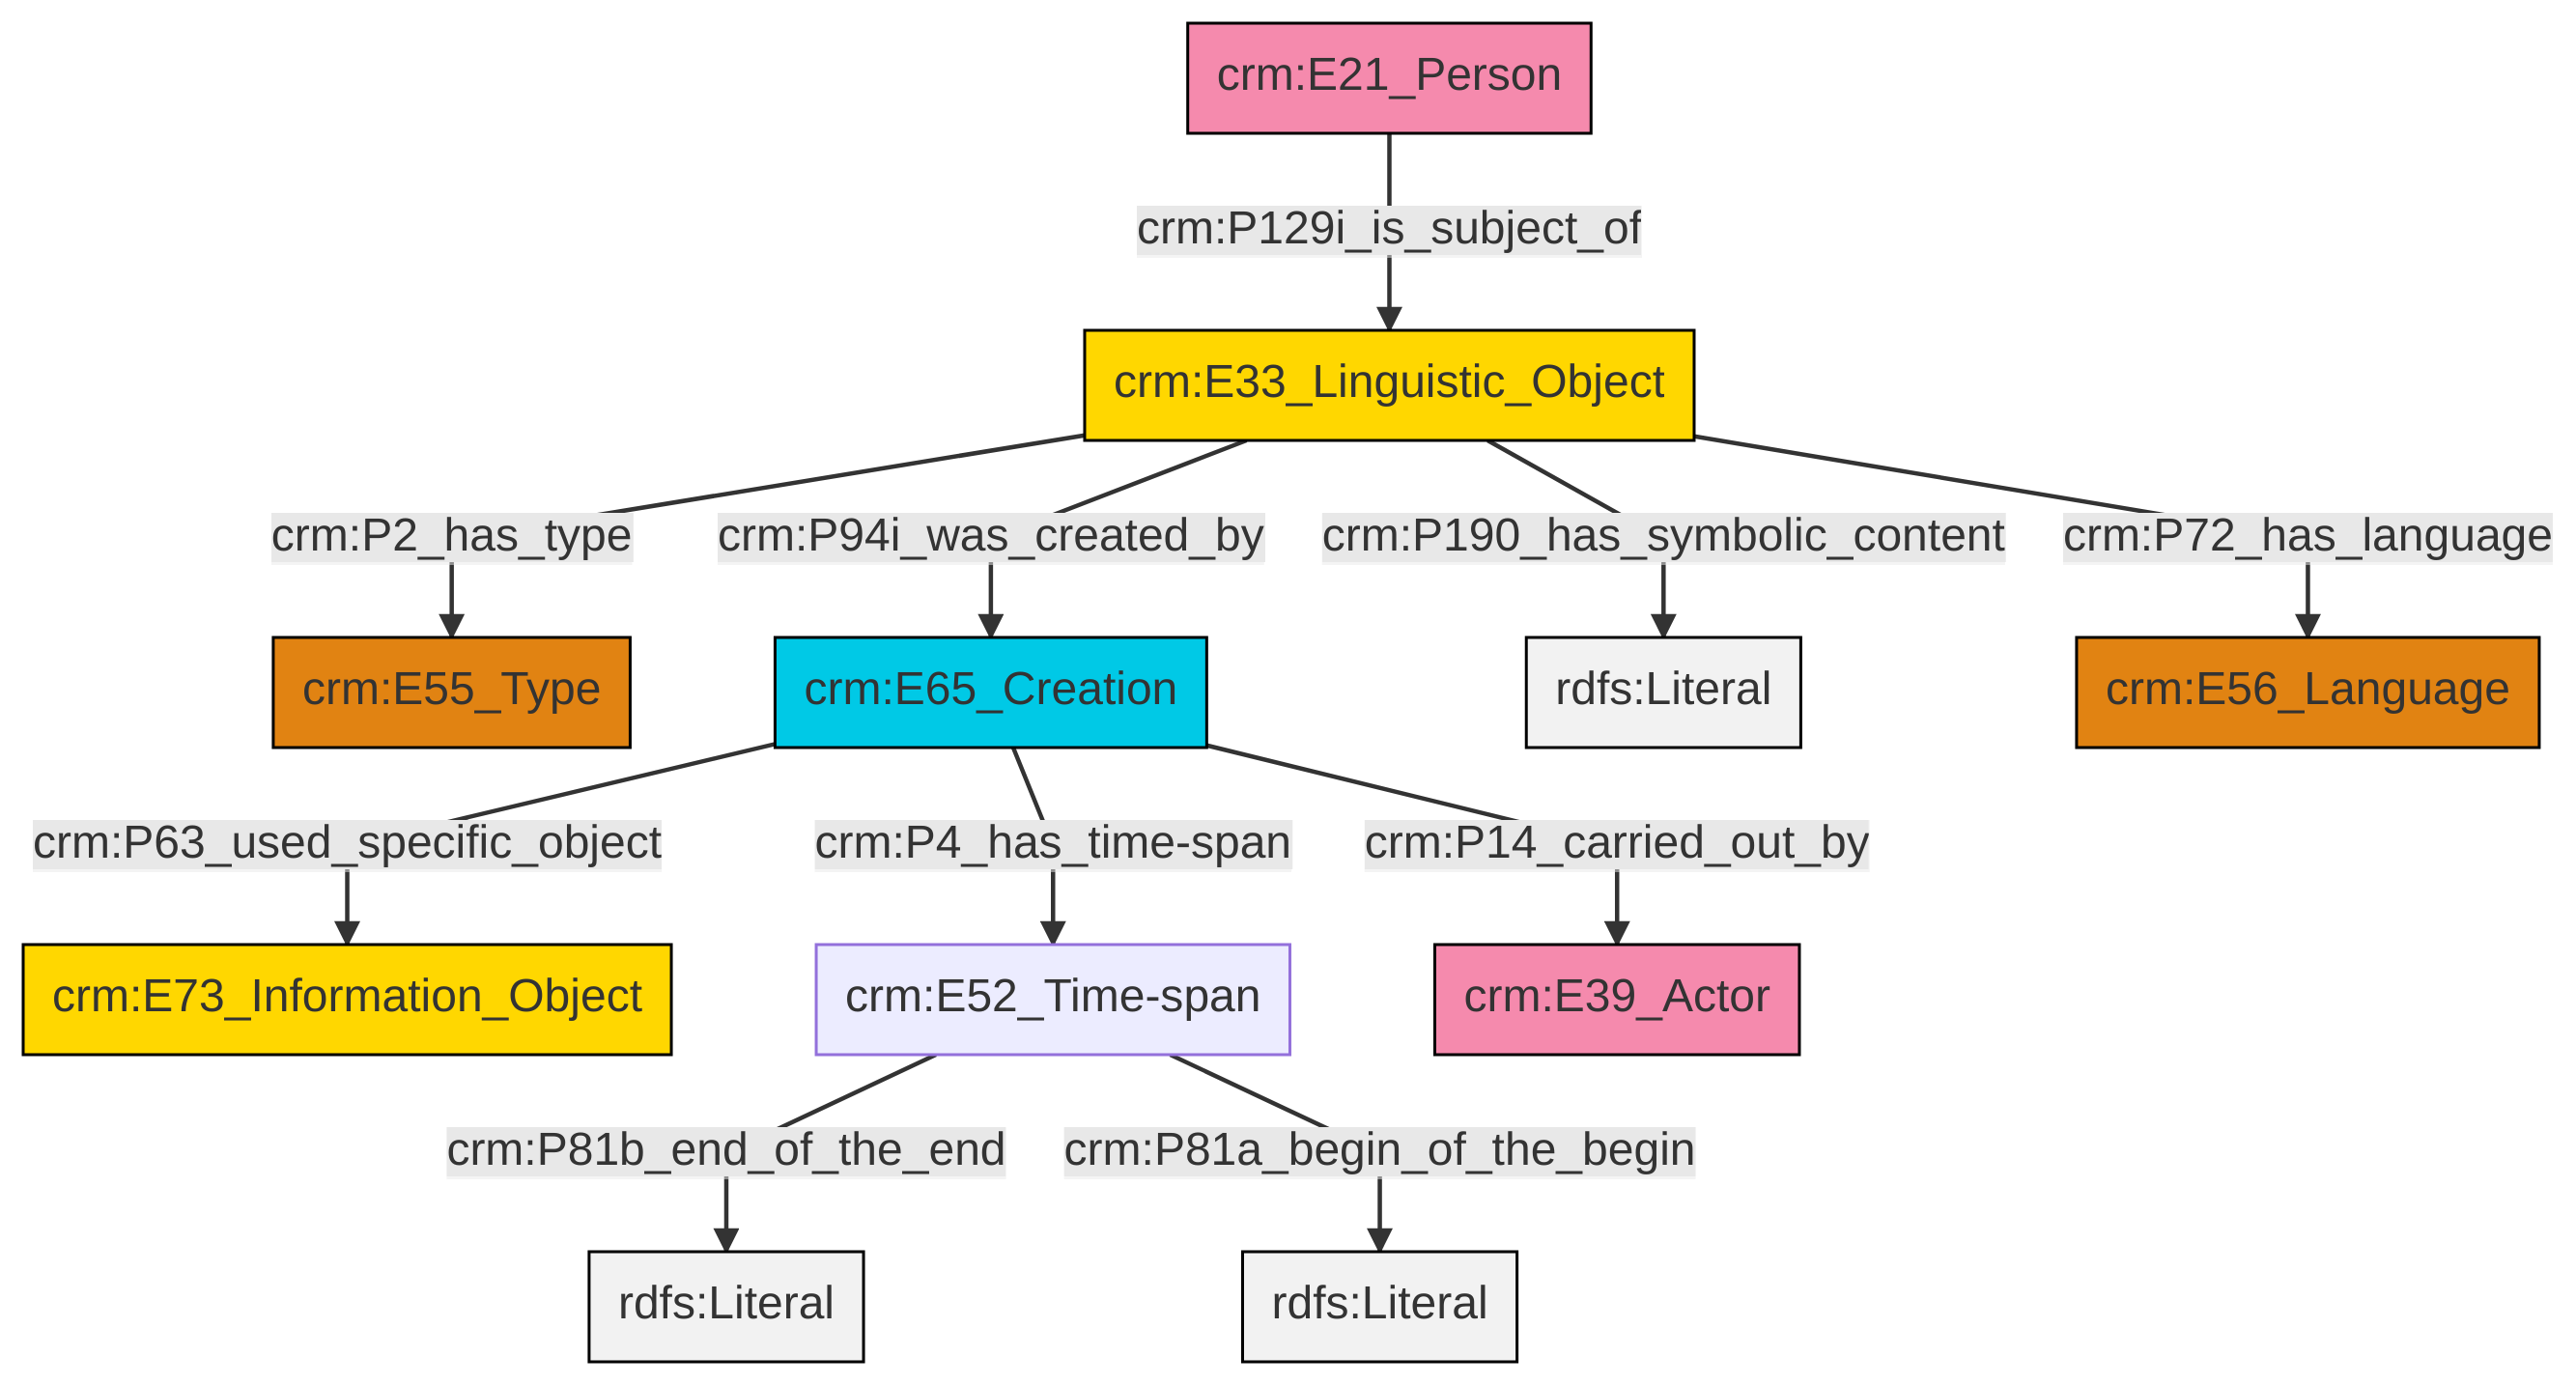 crm:E21_Person
crm:P129i_is_subject_of
crm:E33_Linguistic_Object
crm:P2_has_type
crm:P94i_was_created_by
crm:P190_has_symbolic_content
crm:P72_has_language
crm:E55_Type
crm:E65_Creation
rdfs:Literal
crm:E56_Language
crm:P63_used_specific_object
crm:P4_has_time-span
crm:P14_carried_out_by
crm:E73_Information_Object
crm:E52_Time-span
crm:E39_Actor
crm:P81b_end_of_the_end
crm:P81a_begin_of_the_begin
rdfs:Literal
rdfs:Literal